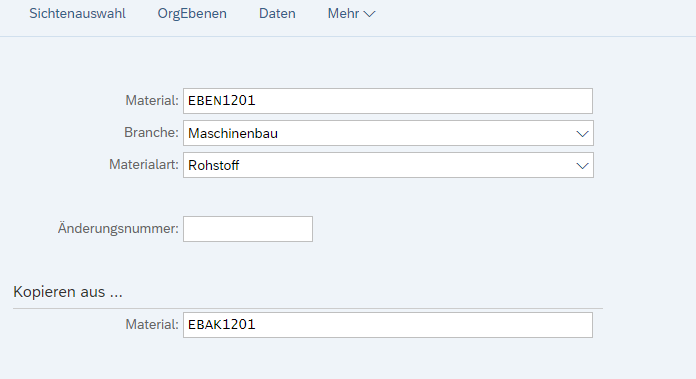 Sichtenauswahl OrgEbenen Daten Mehr
Material: EBEN1201
Branche: Maschinenbau
Materialart: Rohstoff
Änderungsnummer:
Kopieren aus ...
Material: EBAK1201